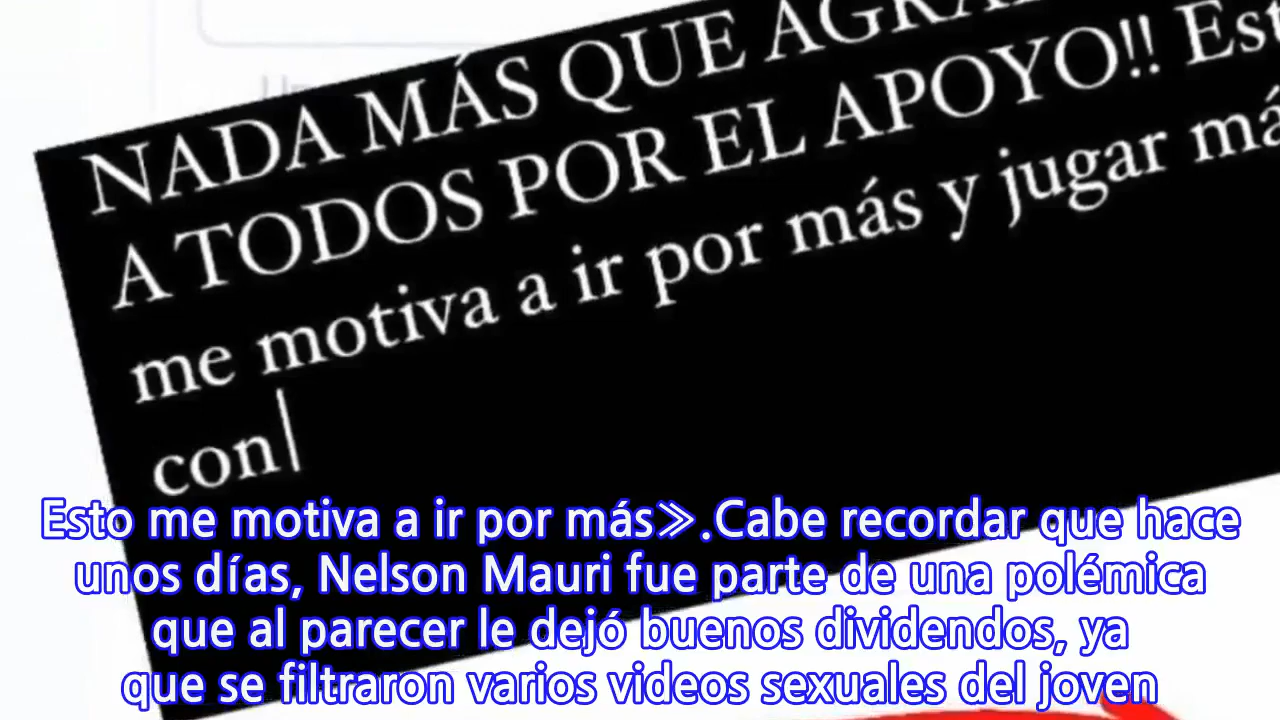 NADA MÁS QUE
A TODOS POR EL APOYO!!
me motiva a ir por más y jugar
con
Esto me motiva a ir por más≫.Cabe recordar que hace
unos días, Nelson Mauri fue parte de una polémica
que al parecer le dejó buenos dividendos, ya
que se filtraron varios videos sexuales del joven